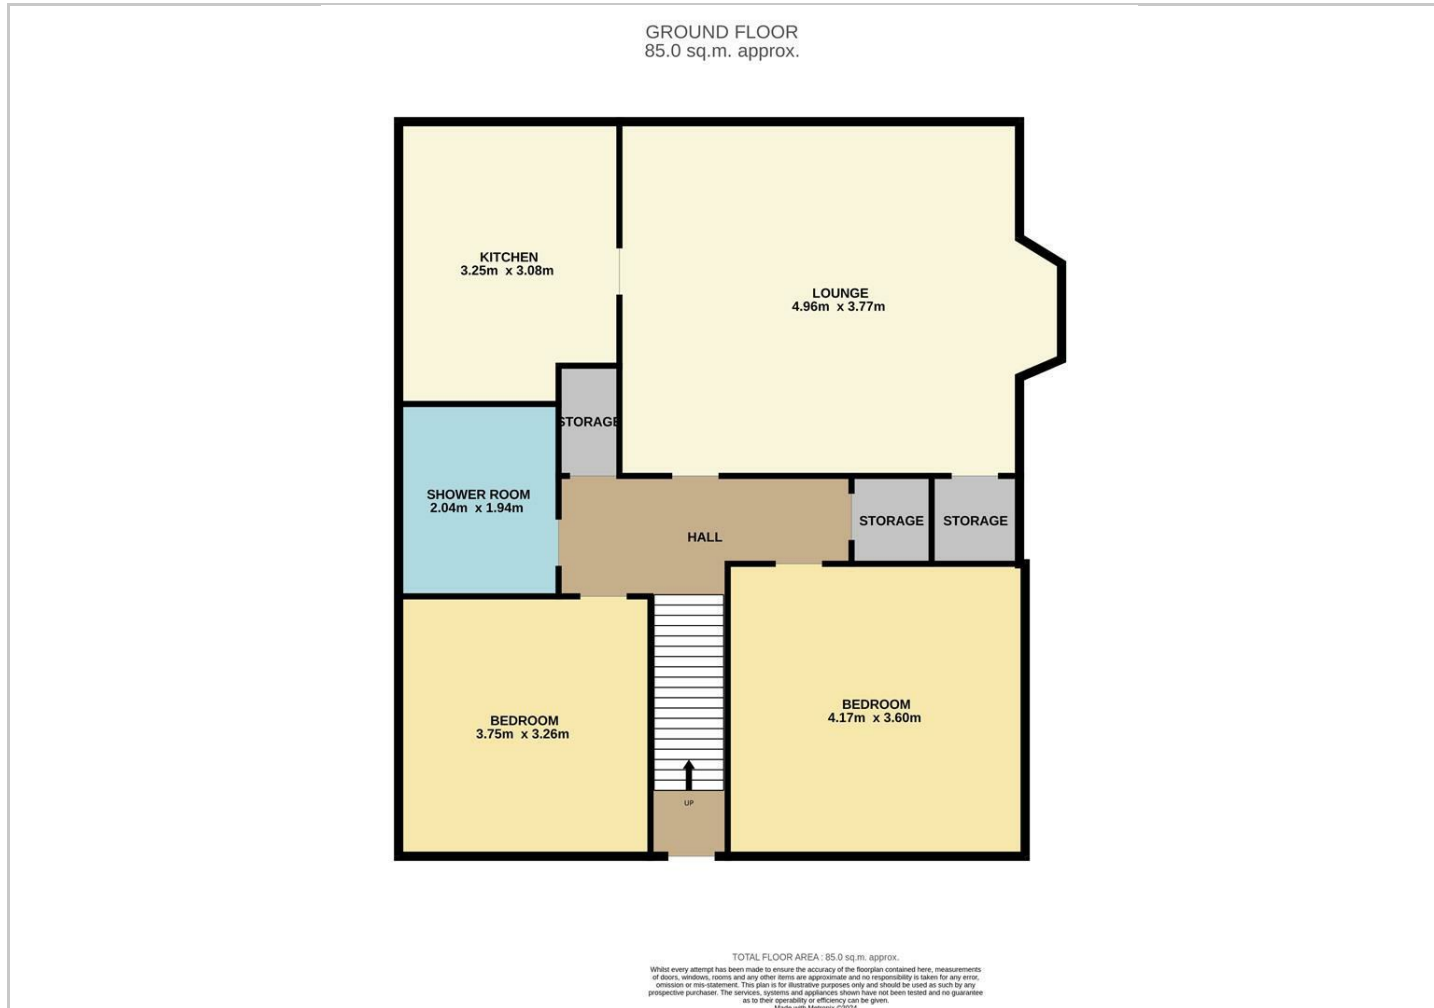 GROUND FLOOR
85.0 sq.m. approx.
KITCHEN
3.25m x 3.08m
LOUNGE
4.96m x 3.77m
STORAGE
SHOWER ROOM
2.04m x 1.94m
HALL
STORAGE
STORAGE
BEDROOM
3.75m x 3.26m
BEDROOM
4.17m x 3.60m
UP
TOTAL FLOOR AREA : 85.0 sq.m. approx.
Whilst every attempt has been made to ensure the accuracy of the floorplan contained here, measurements
of doors, windows, rooms and any other items are approximate and no responsibility is taken for any error,
omission or mis-statement. This plan is for illustrative purposes only and should be used as such by any
prospective purchaser. The services, systems and appliances shown have not been tested and no guarantee
as to their operability or efficiency can be given.
Made with Metropix ©2024